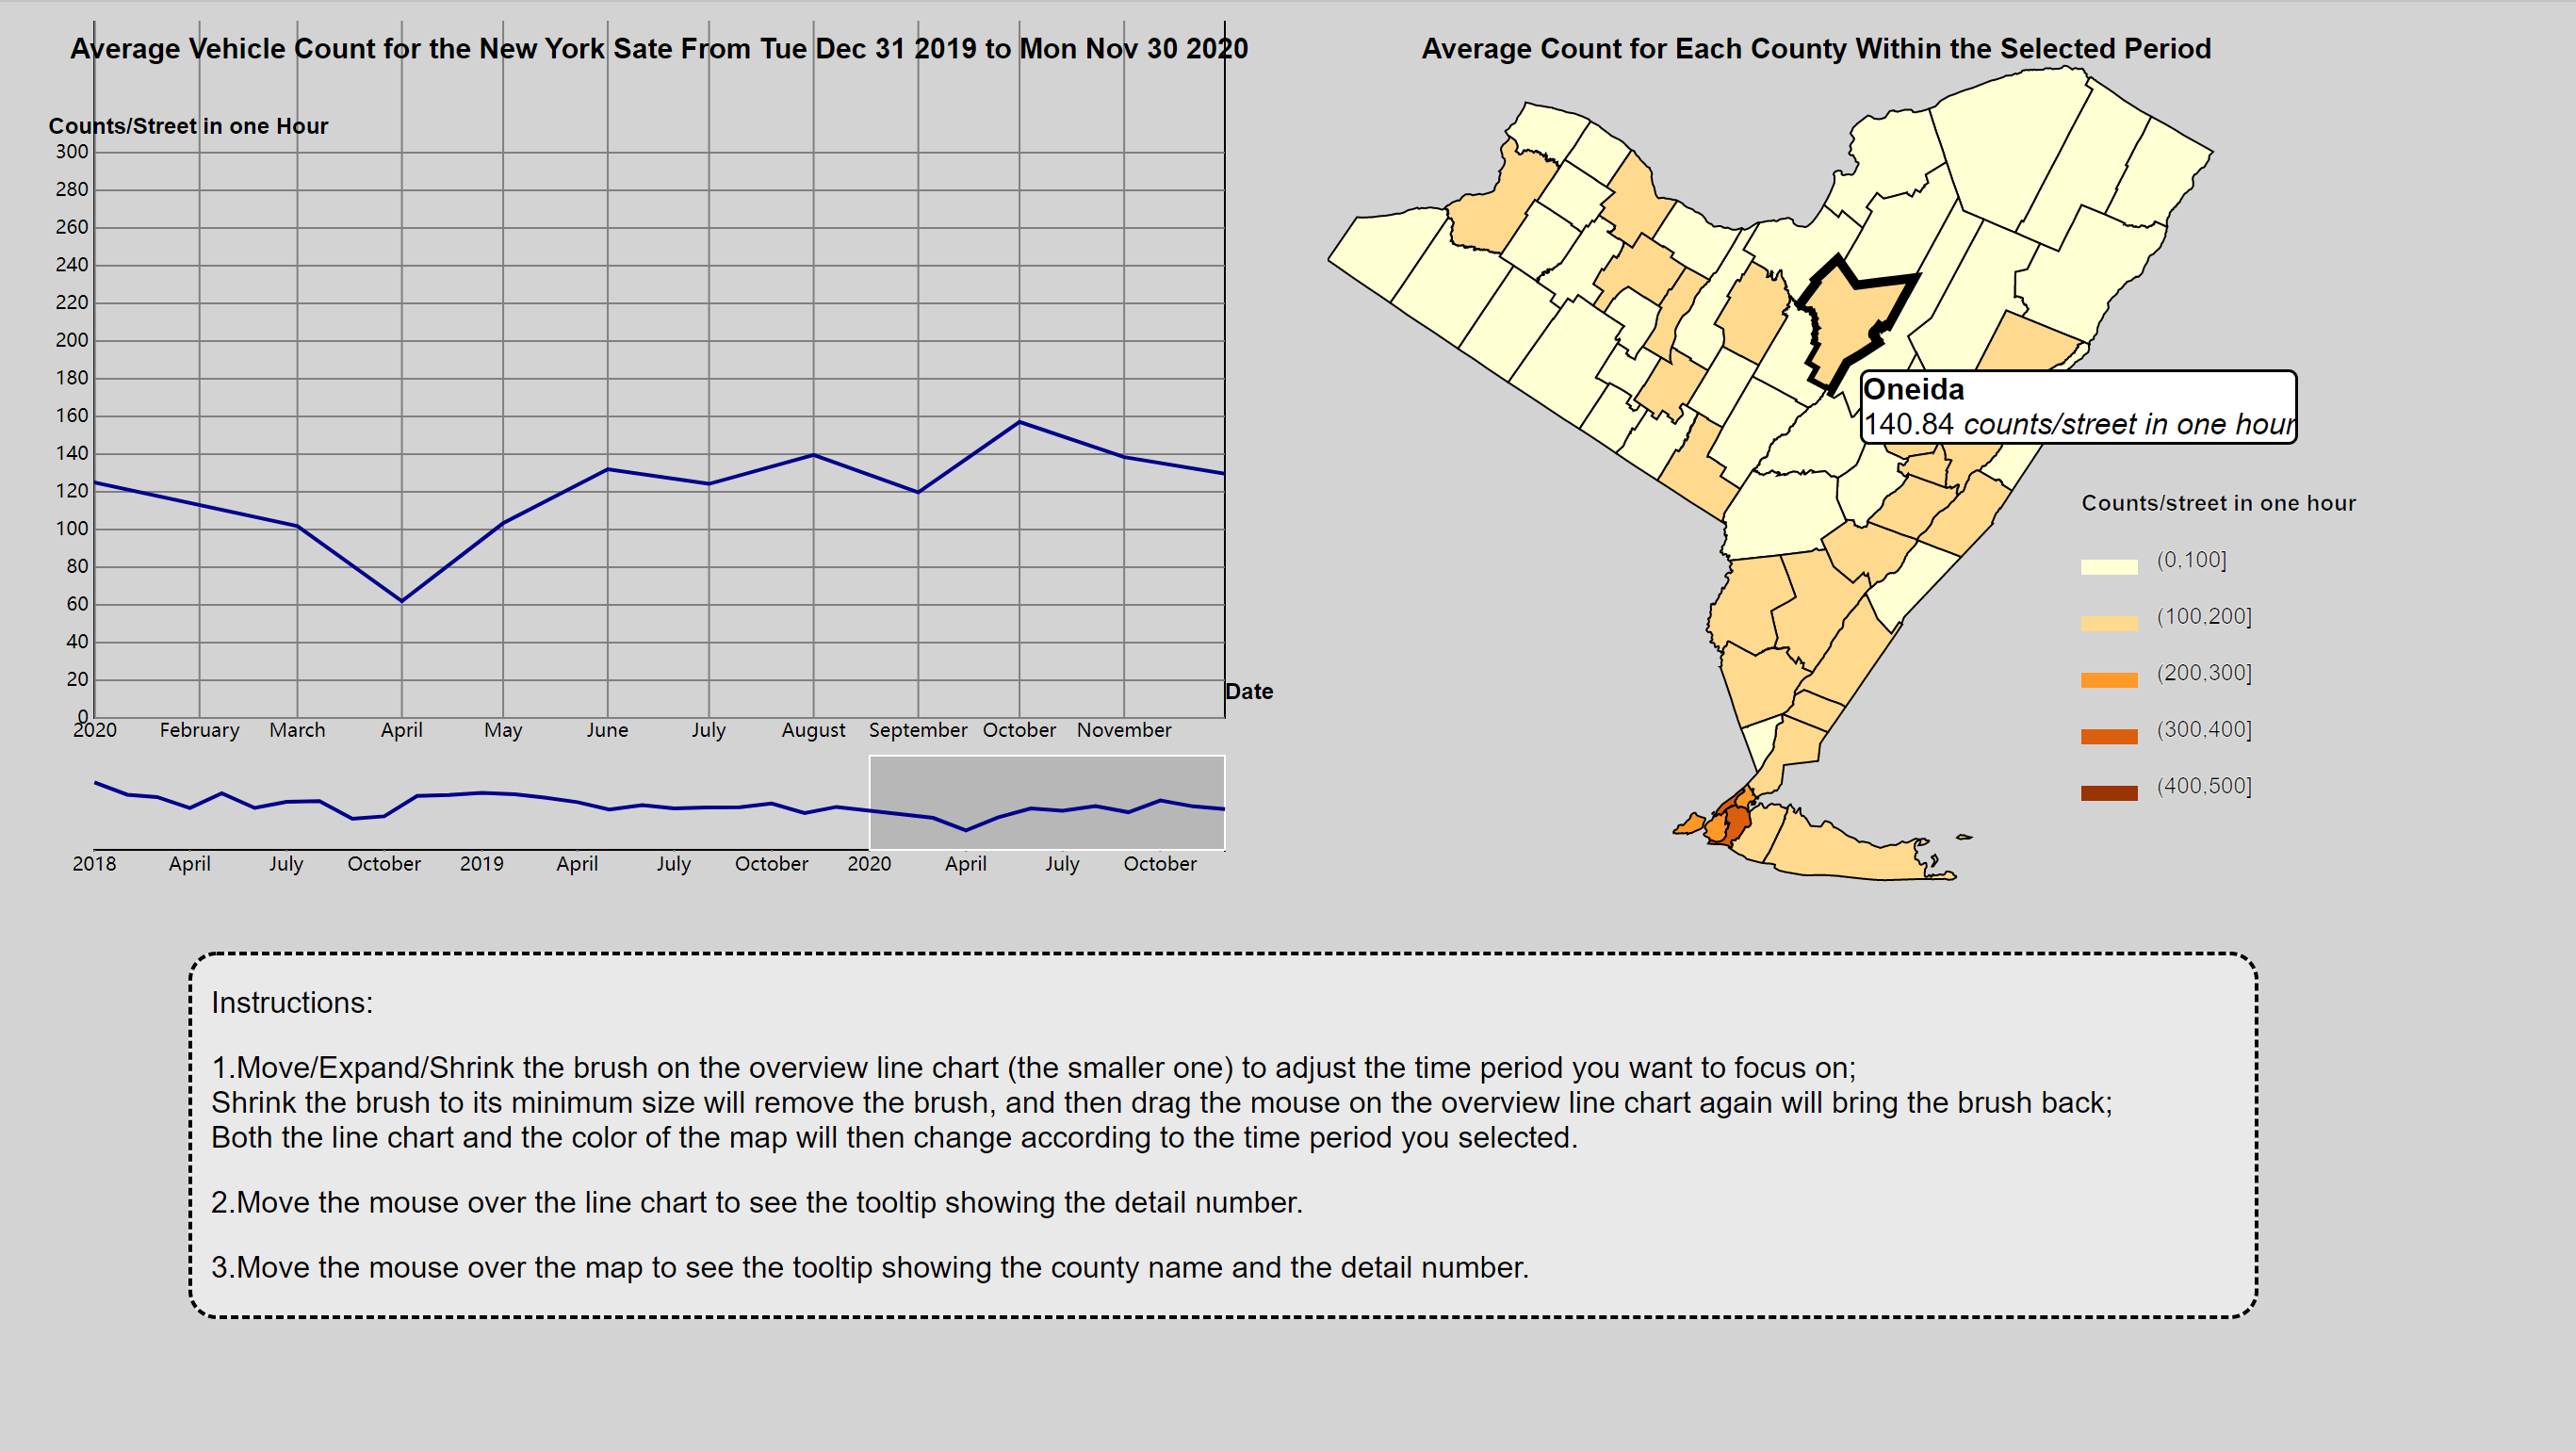 Average Vehicle Count for the New York Sate From Tue Dec 31 2019 to Mon Nov 30 2020
Counts/Street in one Hour
300
280
260
240
220
200
180
160
140
120
100
80
60
40
20
0
Date
2020 February March April May June July August September October November
2018 April July October 2019 April July October 2020 April July October
Average Count for Each County Within the Selected Period
Oneida
140.84 counts/street in one hour
Counts/street in one hour
(0,100]
(100,200]
(200,300]
(300,400]
(400,500]
Instructions:
1.Move/Expand/Shrink the brush on the overview line chart (the smaller one) to adjust the time period you want to focus on;
Shrink the brush to its minimum size will remove the brush, and then drag the mouse on the overview line chart again will bring the brush back;
Both the line chart and the color of the map will then change according to the time period you selected.
2.Move the mouse over the line chart to see the tooltip showing the detail number.
3.Move the mouse over the map to see the tooltip showing the county name and the detail number.